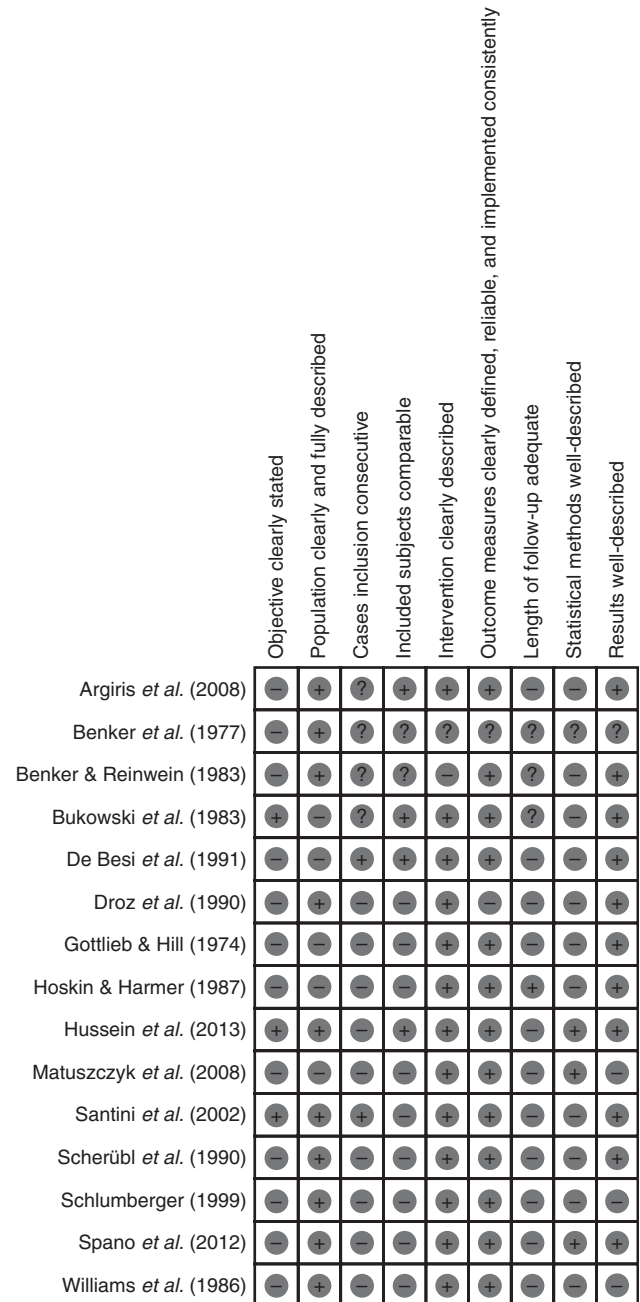 Objective clearly stated
Population clearly and fully described
Cases inclusion consecutive
Included subjects comparable
Intervention clearly described
Outcome measures clearly defined, reliable, and implemented consistently
Length of follow-up adequate
Statistical methods well-described
Results well-described
Argiris et al. (2008) − + ? + + + − − +
Benker et al. (1977) − + ? ? ? ? ? ? ?
Benker & Reinwein (1983) − + ? ? − + ? − +
Bukowski et al. (1983) + − ? + + + ? − +
De Besi et al. (1991) − − + + + + − − +
Droz et al. (1990) − + − − + − − − +
Gottlieb & Hill (1974) − − − − + + − − +
Hoskin & Harmer (1987) − − − − + + + − +
Hussein et al. (2013) + + − + + + − + +
Matuszczyk et al. (2008) − − − − + + − + −
Santini et al. (2002) + + + − + + − − +
Scherübl et al. (1990) − + − − + + − − +
Schlumberger (1999) − + − − + + − − −
Spano et al. (2012) − + − − + + − + +
Williams et al. (1986) − + − − + + − − −